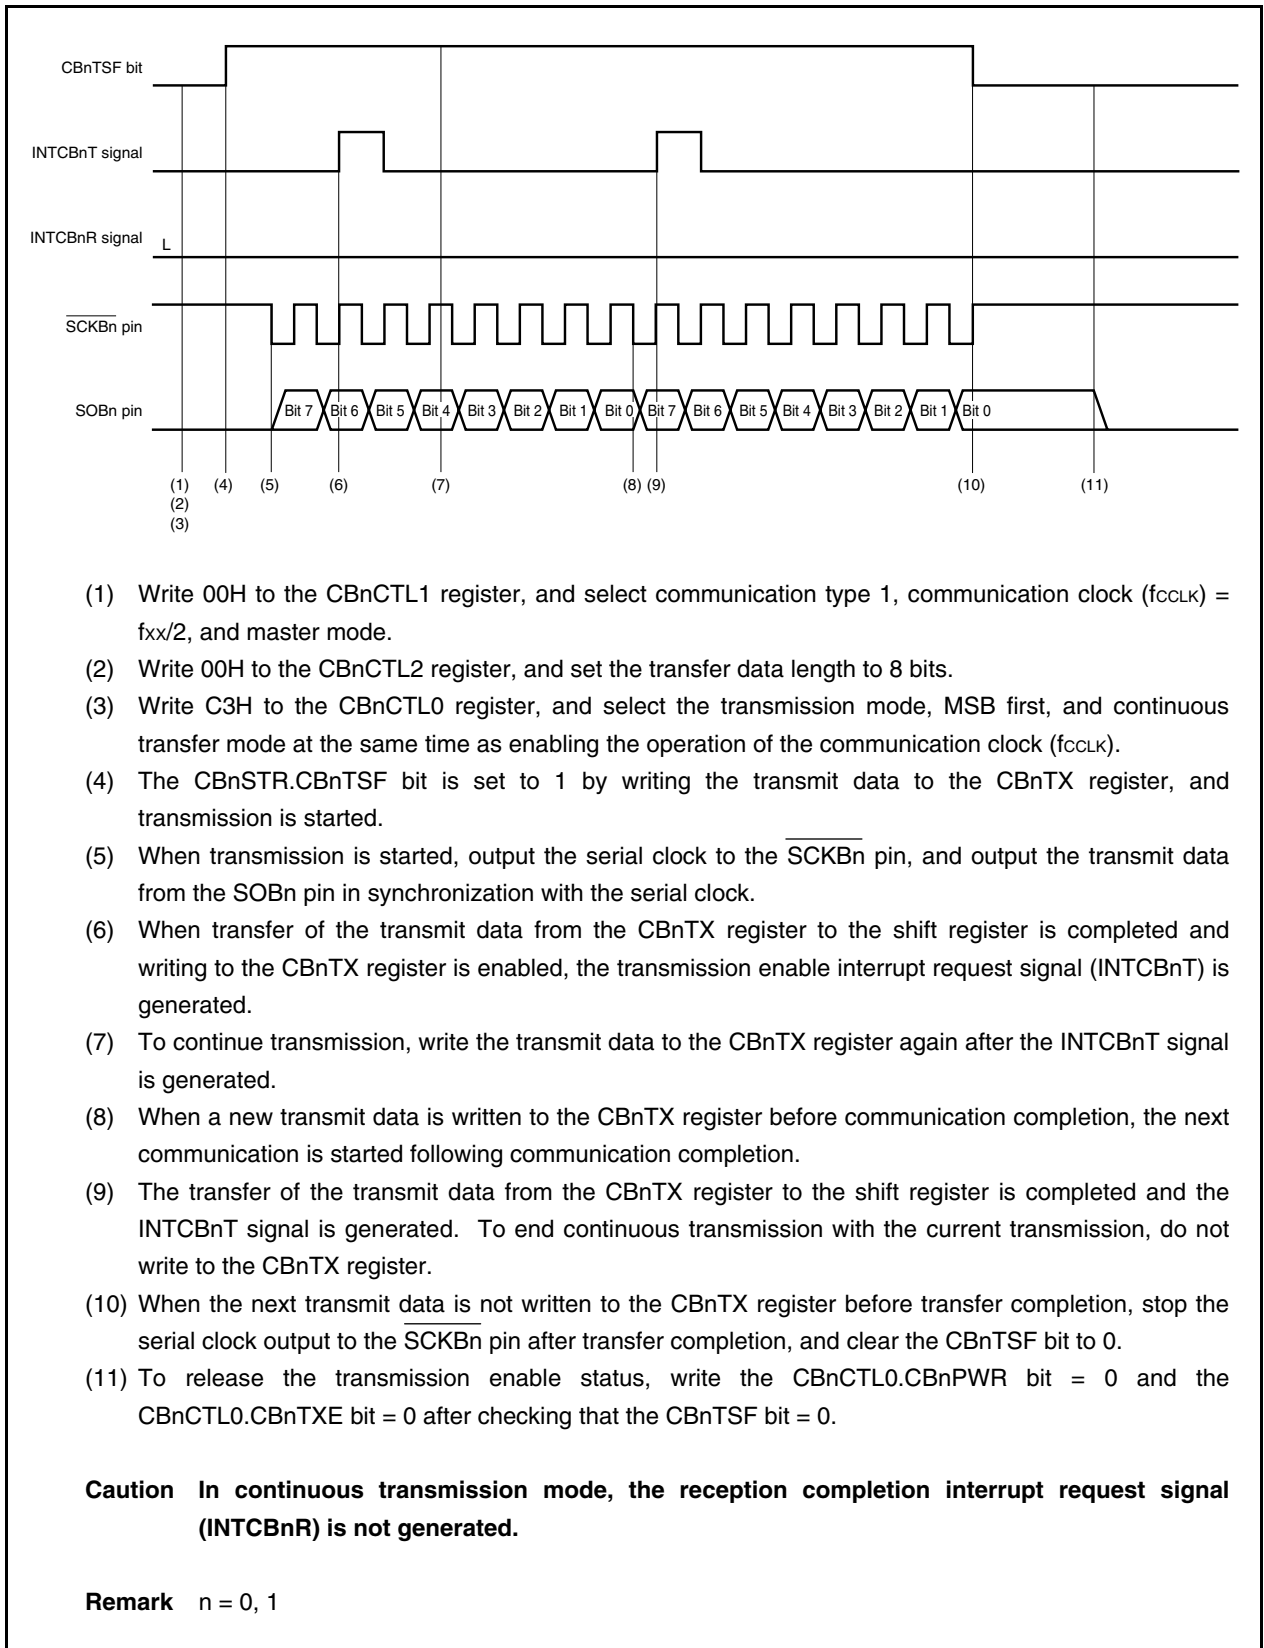 CBnTSF bit
INTCBnT signal
INTCBnR signal L
SCKBn pin
SOBn pin Bit 7 Bit 6 Bit 5 Bit 4 Bit 3 Bit 2 Bit 1 Bit 0 Bit 7 Bit 6 Bit 5 Bit 4 Bit 3 Bit 2 Bit 1 Bit 0
(1) (4) (5) (6) (7) (8) (9) (10) (11)
(2)
(3)
(1) Write 00H to the CBnCTL1 register, and select communication type 1, communication clock (fCCLK) =
fxx/2, and master mode.
(2) Write 00H to the CBnCTL2 register, and set the transfer data length to 8 bits.
(3) Write C3H to the CBnCTL0 register, and select the transmission mode, MSB first, and continuous
transfer mode at the same time as enabling the operation of the communication clock (fCCLK).
(4) The CBnSTR.CBnTSF bit is set to 1 by writing the transmit data to the CBnTX register, and
transmission is started.
(5) When transmission is started, output the serial clock to the SCKBn pin, and output the transmit data
from the SOBn pin in synchronization with the serial clock.
(6) When transfer of the transmit data from the CBnTX register to the shift register is completed and
writing to the CBnTX register is enabled, the transmission enable interrupt request signal (INTCBnT) is
generated.
(7) To continue transmission, write the transmit data to the CBnTX register again after the INTCBnT signal
is generated.
(8) When a new transmit data is written to the CBnTX register before communication completion, the next
communication is started following communication completion.
(9) The transfer of the transmit data from the CBnTX register to the shift register is completed and the
INTCBnT signal is generated. To end continuous transmission with the current transmission, do not
write to the CBnTX register.
(10) When the next transmit data is not written to the CBnTX register before transfer completion, stop the
serial clock output to the SCKBn pin after transfer completion, and clear the CBnTSF bit to 0.
(11) To release the transmission enable status, write the CBnCTL0.CBnPWR bit = 0 and the
CBnCTL0.CBnTXE bit = 0 after checking that the CBnTSF bit = 0.
Caution In continuous transmission mode, the reception completion interrupt request signal
(INTCBnR) is not generated.
Remark n = 0, 1